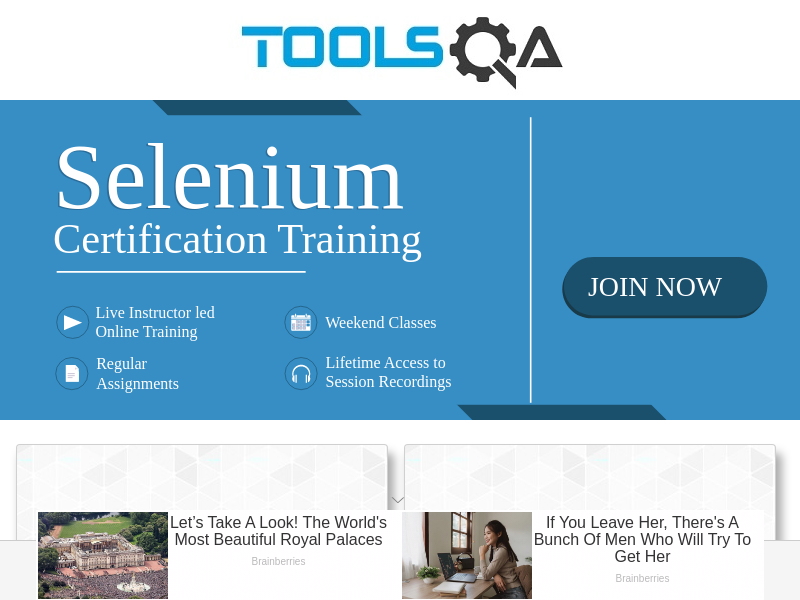 TOOLSQA
Selenium
Certification Training
JOIN NOW
Live Instructor led
Online Training
Weekend Classes
Regular
Assignments
Lifetime Access to
Session Recordings
Let's Take A Look! The World's
Most Beautiful Royal Palaces
Brainberries
If You Leave Her, There's A
Bunch Of Men Who Will Try To
Get Her
Brainberries